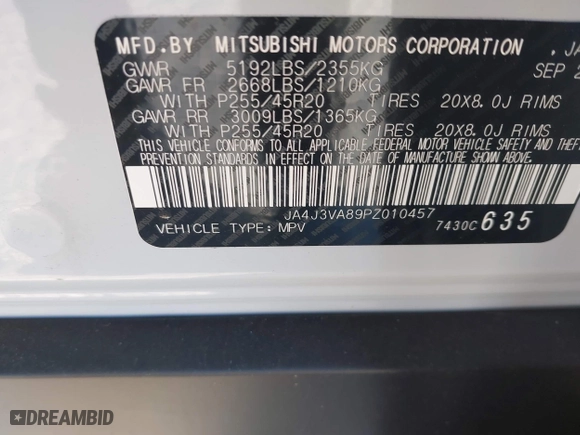 MFD.BY MITSUBISHI MOTORS CORPORATION .JA
GVWR 5192LBS/2355KG SEP 2
GAWR FR 2668LBS/1210KG
WITH P255/45R20 TIRES 20X8.0J RIMS
GAWR RR 3009LBS/1365KG
WITH P255/45R20 TIRES 20X8.0J RIMS
THIS VEHICLE CONFORMS TO ALL APPLICABLE FEDERAL MOTOR VEHICLE SAFETY AND
PREVENTION STANDARDS IN EFFECT ON THE DATE OF MANUFACTURE SHOWN ABOVE.
JA4J3VA89PZ010457
VEHICLE TYPE: MPV 7430C 635
DREAMBID